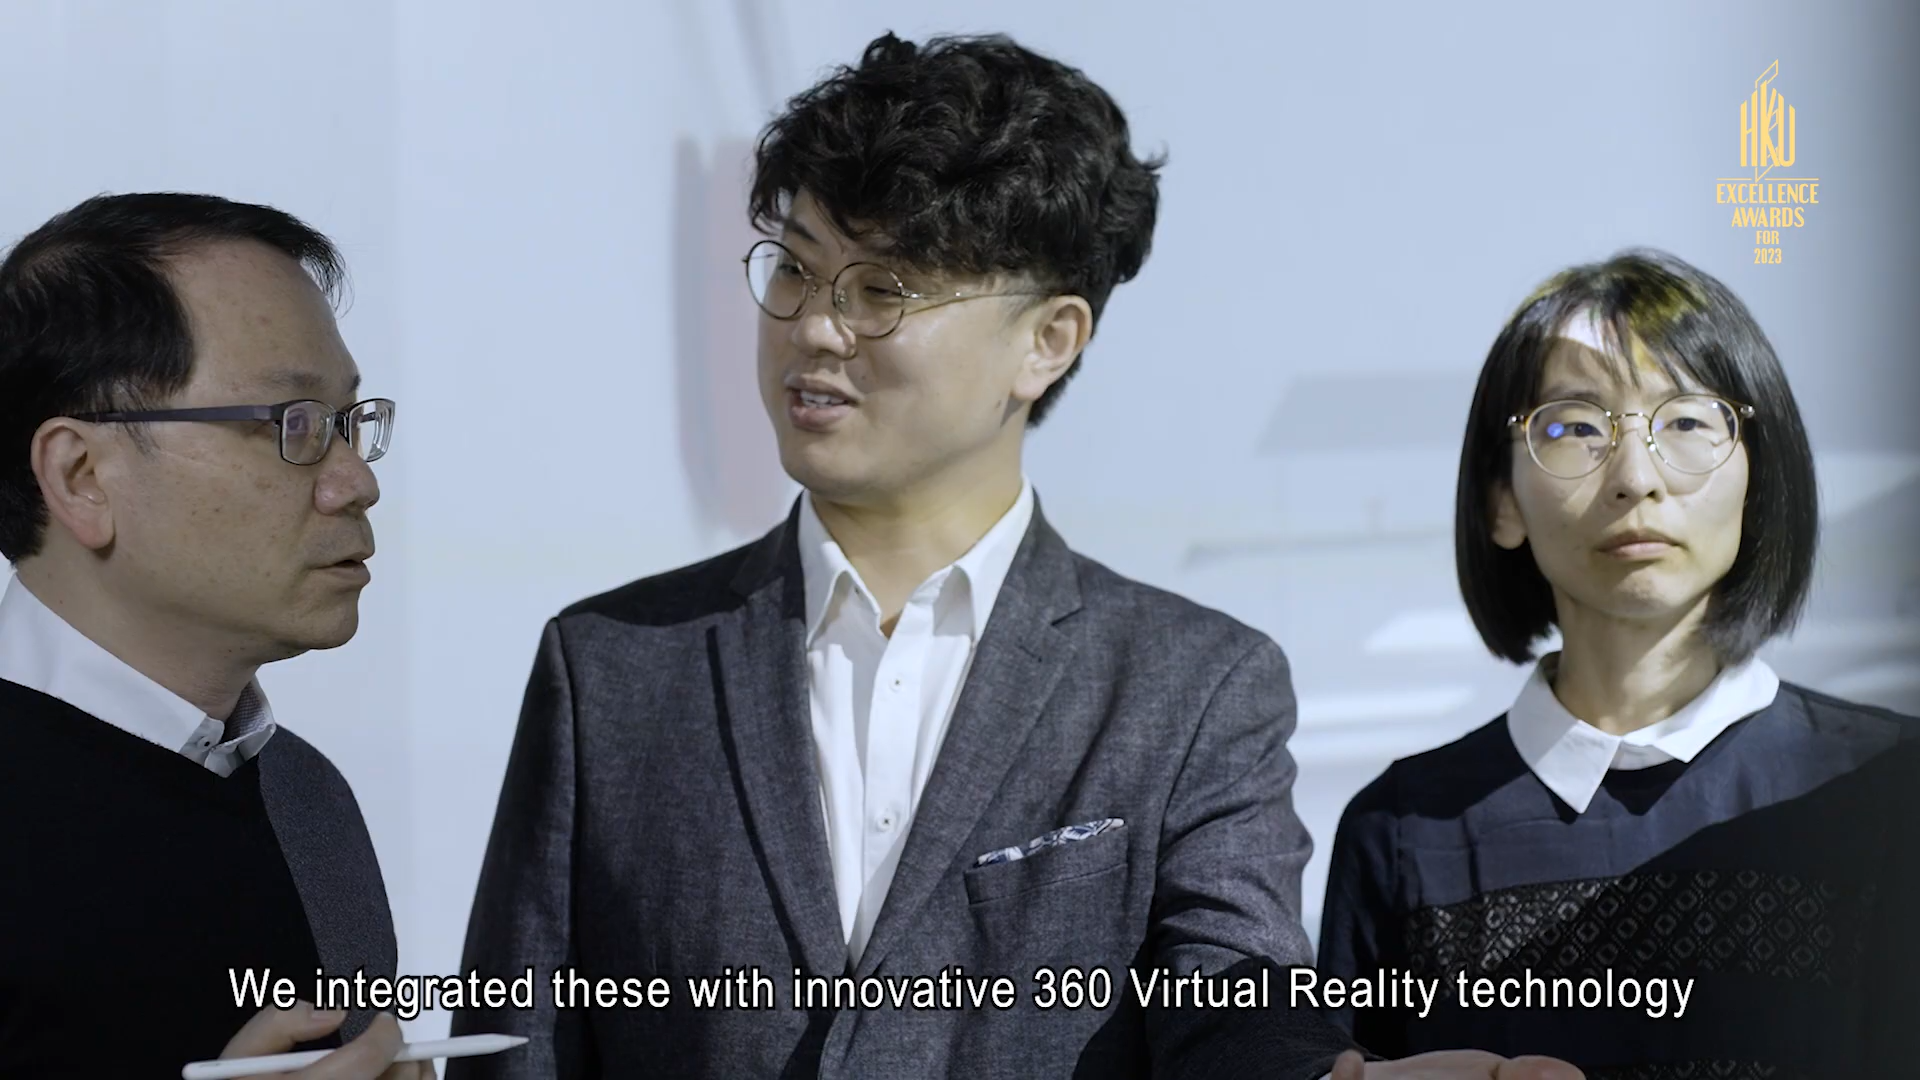 HKU
EXCELLENCE
AWARDS
FOR
2023
We integrated these with innovative 360 Virtual Reality technology